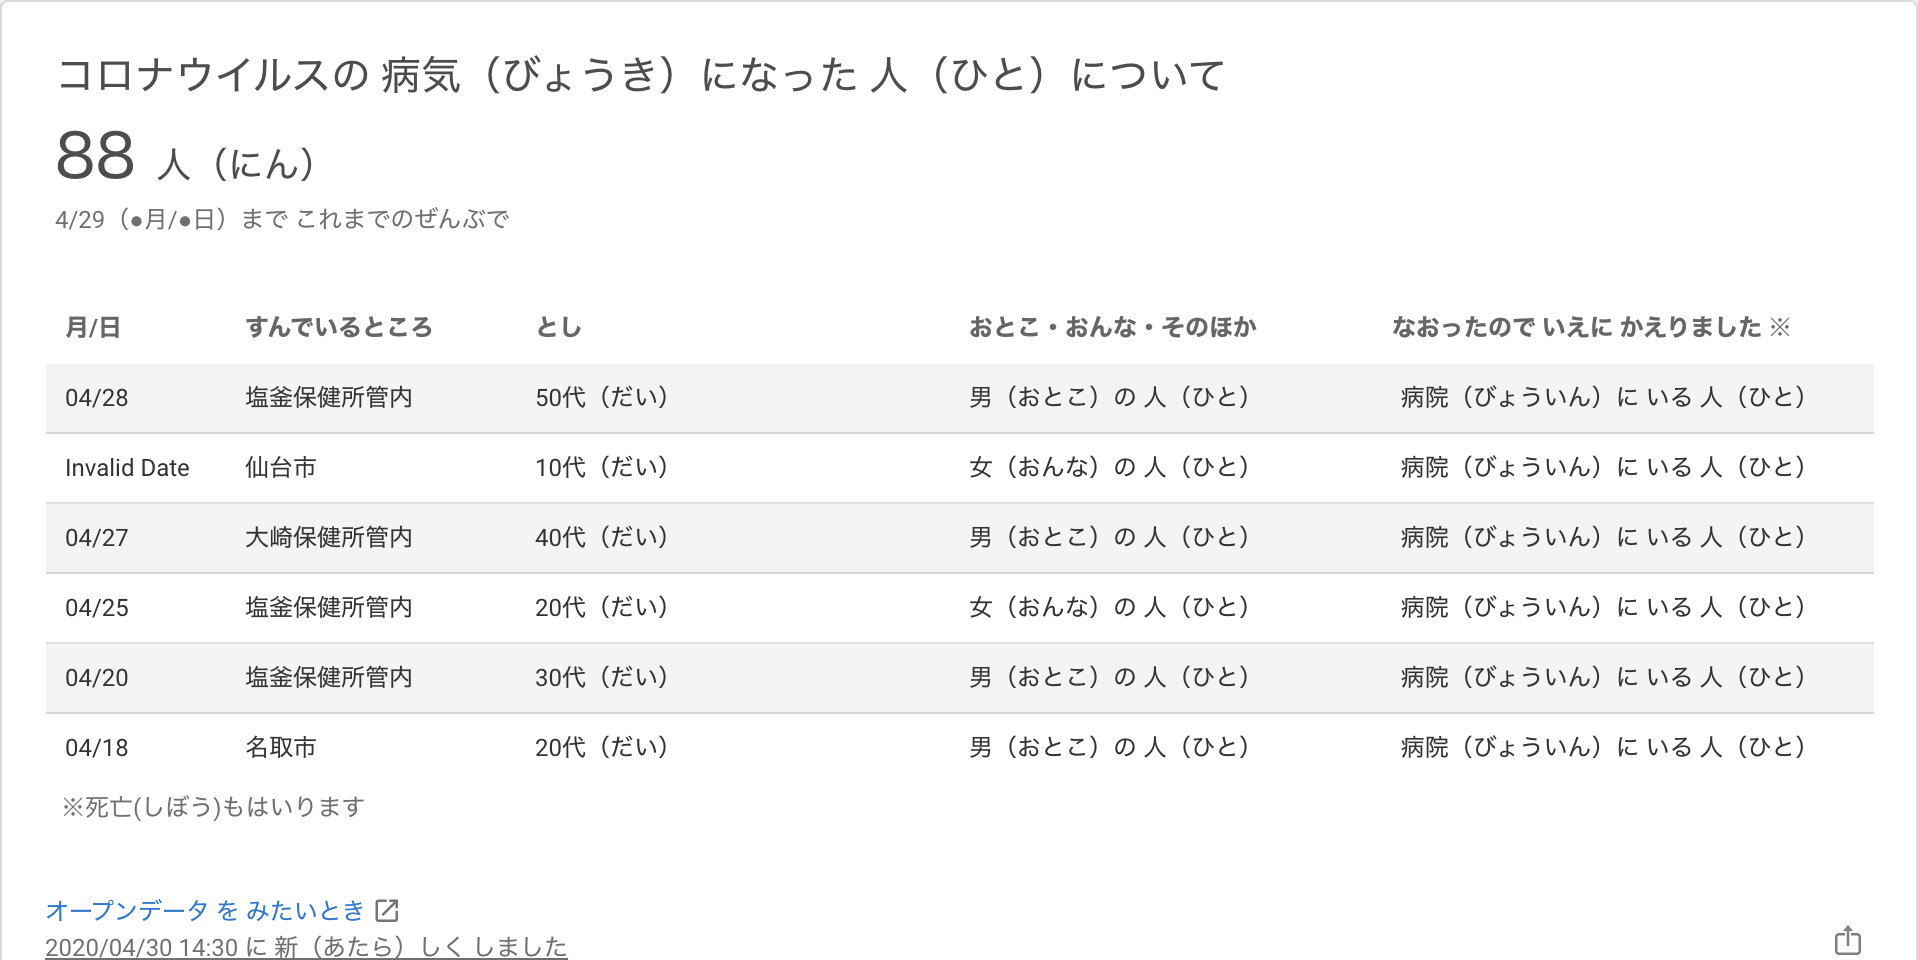 コロナウイルスの 病気（びょうき）になった 人（ひと）について
88 人（にん）
4/29（●月/●日）まで これまでのぜんぶで
月/日 すんでいるところ とし おとこ・おんな・そのほか なおったので いえに かえりました ※
04/28 塩釜保健所管内 50代（だい） 男（おとこ）の 人（ひと） 病院（びょういん）に いる 人（ひと）
Invalid Date 仙台市 10代（だい） 女（おんな）の 人（ひと） 病院（びょういん）に いる 人（ひと）
04/27 大崎保健所管内 40代（だい） 男（おとこ）の 人（ひと） 病院（びょういん）に いる 人（ひと）
04/25 塩釜保健所管内 20代（だい） 女（おんな）の 人（ひと） 病院（びょういん）に いる 人（ひと）
04/20 塩釜保健所管内 30代（だい） 男（おとこ）の 人（ひと） 病院（びょういん）に いる 人（ひと）
04/18 名取市 20代（だい） 男（おとこ）の 人（ひと） 病院（びょういん）に いる 人（ひと）
※死亡(しぼう)もはいります
オープンデータ を みたいとき
2020/04/30 14:30 に 新（あたら）しく しました